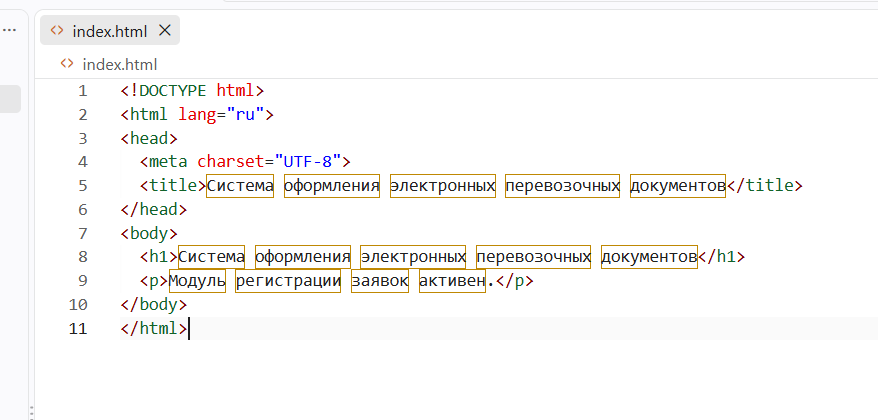 index.html
index.html
1 <!DOCTYPE html>
2 <html lang="ru">
3 <head>
4   <meta charset="UTF-8">
5   <title>Система оформления электронных перевозочных документов</title>
6 </head>
7 <body>
8   <h1>Система оформления электронных перевозочных документов</h1>
9   <p>Модуль регистрации заявок активен.</p>
10 </body>
11 </html>